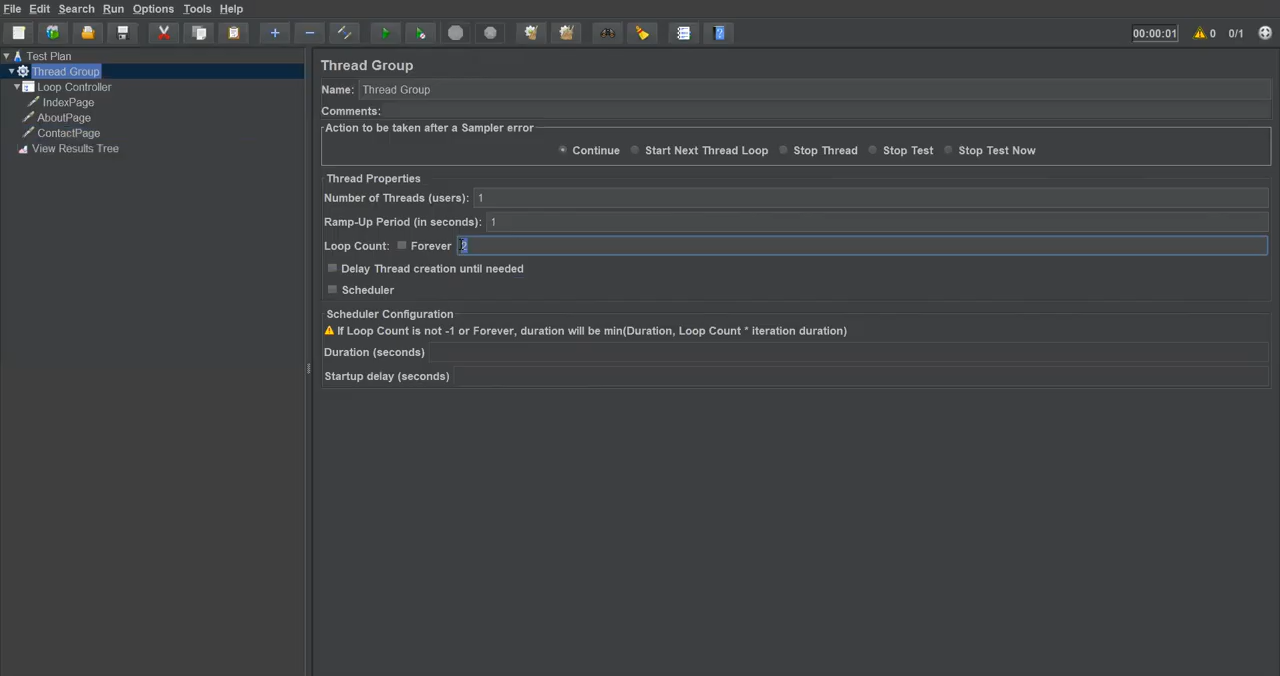 File Edit Search Run Options Tools Help
00:00:01 0 0/1
Test Plan
Thread Group
Loop Controller
IndexPage
AboutPage
ContactPage
View Results Tree
Thread Group
Name: Thread Group
Comments:
Action to be taken after a Sampler error
Continue Start Next Thread Loop Stop Thread Stop Test Stop Test Now
Thread Properties
Number of Threads (users): 1
Ramp-Up Period (in seconds): 1
Loop Count: Forever 2
Delay Thread creation until needed
Scheduler
Scheduler Configuration
If Loop Count is not -1 or Forever, duration will be min(Duration, Loop Count * iteration duration)
Duration (seconds)
Startup delay (seconds)